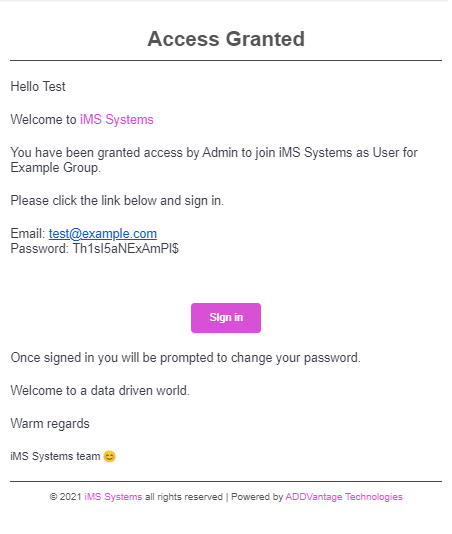 Access Granted
Hello Test
Welcome to iMS Systems
You have been granted access by Admin to join iMS Systems as User for
Example Group.
Please click the link below and sign in.
Email: test@example.com
Password: Th1sI5aNExAmPl$
Sign in
Once signed in you will be prompted to change your password.
Welcome to a data driven world.
Warm regards
iMS Systems team 😊
© 2021 iMS Systems all rights reserved | Powered by ADDVantage Technologies